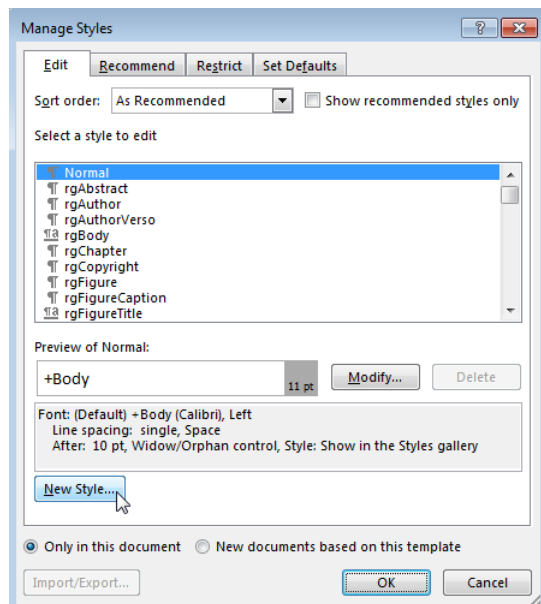 Manage Styles
Edit Recommend Restrict Set Defaults
Sort order: As Recommended Show recommended styles only
Select a style to edit
¶ Normal
¶ rgAbstract
¶ rgAuthor
¶ rgAuthorVerso
¶a rgBody
¶ rgChapter
¶ rgCopyright
¶ rgFigure
¶ rgFigureCaption
¶a rgFigureTitle
Preview of Normal:
+Body 11 pt Modify... Delete
Font: (Default) +Body (Calibri), Left
Line spacing: single, Space
After: 10 pt, Widow/Orphan control, Style: Show in the Styles gallery
New Style...
Only in this document New documents based on this template
Import/Export... OK Cancel